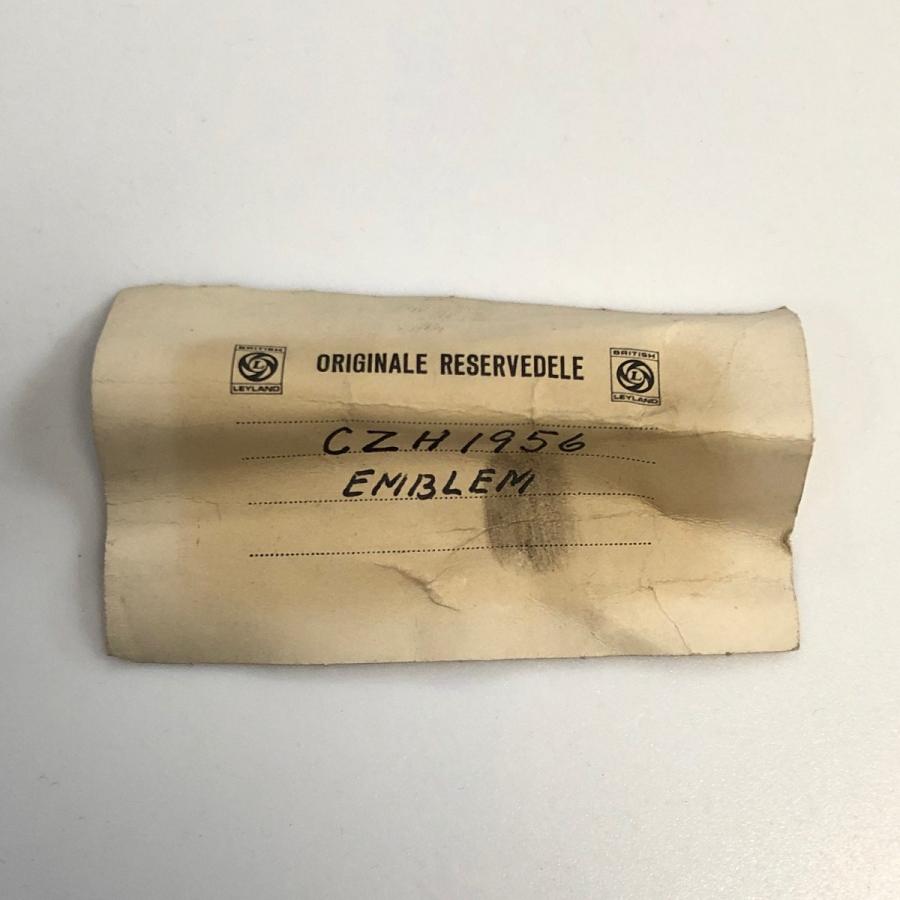 BRITISH L LEYLAND ORIGINALE RESERVEDELE BRITISH L LEYLAND
CZH1956
EMBLEM